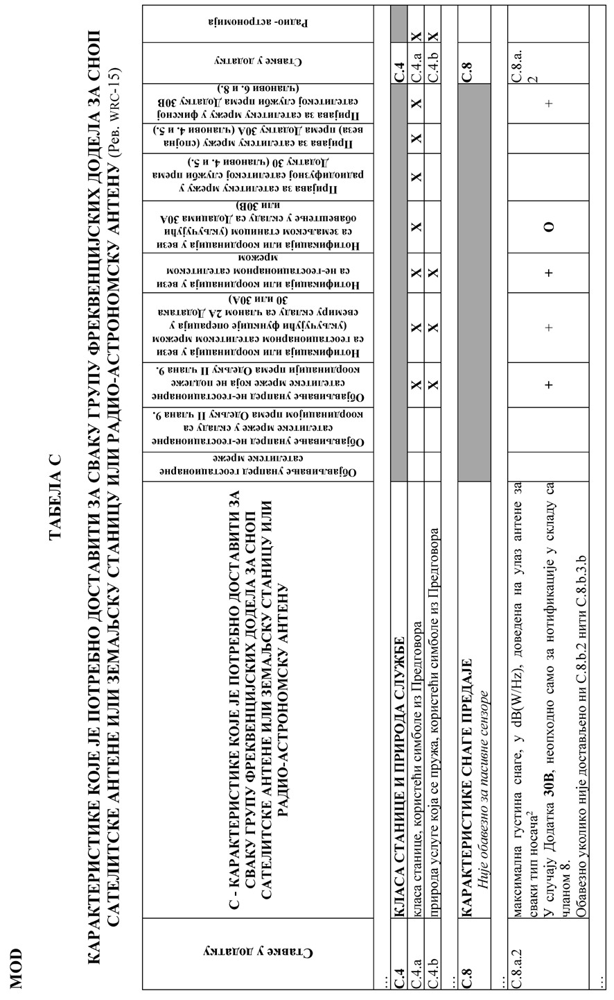 MOD
ТАБЕЛА С
КАРАКТЕРИСТИКЕ КОЈЕ ЈЕ ПОТРЕБНО ДОСТАВИТИ ЗА СВАКУ ГРУПУ ФРЕКВЕНЦИЈСКИХ ДОДЕЛА ЗА СНОП
САТЕЛИТСКЕ АНТЕНЕ ИЛИ ЗЕМАЉСКУ СТАНИЦУ ИЛИ РАДИО-АСТРОНОМСКУ АНТЕНУ (Рев. WRC-15)
Ставке у додатку
C - КАРАКТЕРИСТИКЕ КОЈЕ ЈЕ ПОТРЕБНО ДОСТАВИТИ ЗА
СВАКУ ГРУПУ ФРЕКВЕНЦИЈСКИХ ДОДЕЛА ЗА СНОП
САТЕЛИТСКЕ АНТЕНЕ ИЛИ ЗЕМАЉСКУ СТАНИЦУ ИЛИ
РАДИО-АСТРОНОМСКУ АНТЕНУ
Објављивање унапред геостационарне
сателитске мреже
Објављивање унапред не-геостационарне
сателитске мреже у складу са
координацијом према Одељку II члана 9.
Објављивање унапред не-геостационарне
сателитске мреже која не подлеже
координацији према Одељку II члана 9.
Нотификација или координација у вези
са геостационарном сателитском мрежом
(укључујући функције операција у
свемиру складу са чланом 2А Додатака
30 или 30А)
Нотификација или координација у вези
са не-геостационарном сателитском
мрежом
Нотификација или координација у вези
са земаљском станицом (укључујући
обавештење у складу са Додацима 30А
или 30В)
Пријава за сателитску мрежу у
радиодифузној сателитској служби према
Додатку 30 (чланови 4. и 5.)
Пријава за сателитску мрежу (спојна
веза) према Додатку 30А (чланови 4. и 5.)
Пријава за сателитску мрежу у фиксној
сателитској служби према Додатку 30В
(чланови 6. и 8.)
Ставке у додатку
Радио- астрономија
…
C.4 КЛАСА СТАНИЦЕ И ПРИРОДА СЛУЖБЕ C.4
C.4.a класа станице, користећи симболе из Предговора X X X X X X X C.4.a X
C.4.b природа услуге која се пружа, користећи симболе из Предговора X X X C.4.b X
…
C.8 КАРАКТЕРИСТИКЕ СНАГЕ ПРЕДАЈЕ C.8
Није обавезно за пасивне сензоре
…
C.8.a.2 максимална густина снаге, у dB(W/Hz), доведена на улаз антене за + + + O + C.8.a.
сваки тип носача² 2
У случају Додатка 30B, неопходно само за нотификације у складу са
чланом 8.
Обавезно уколико није достављено ни C.8.b.2 нити C.8.b.3.b
…